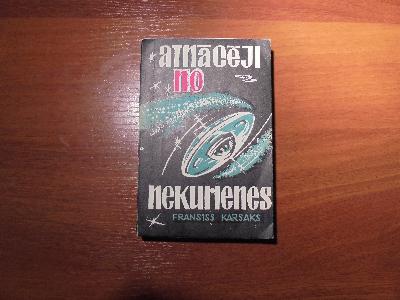 ATNĀCĒJI
NO
NEKURIENES
FRANSISS KARSAKS